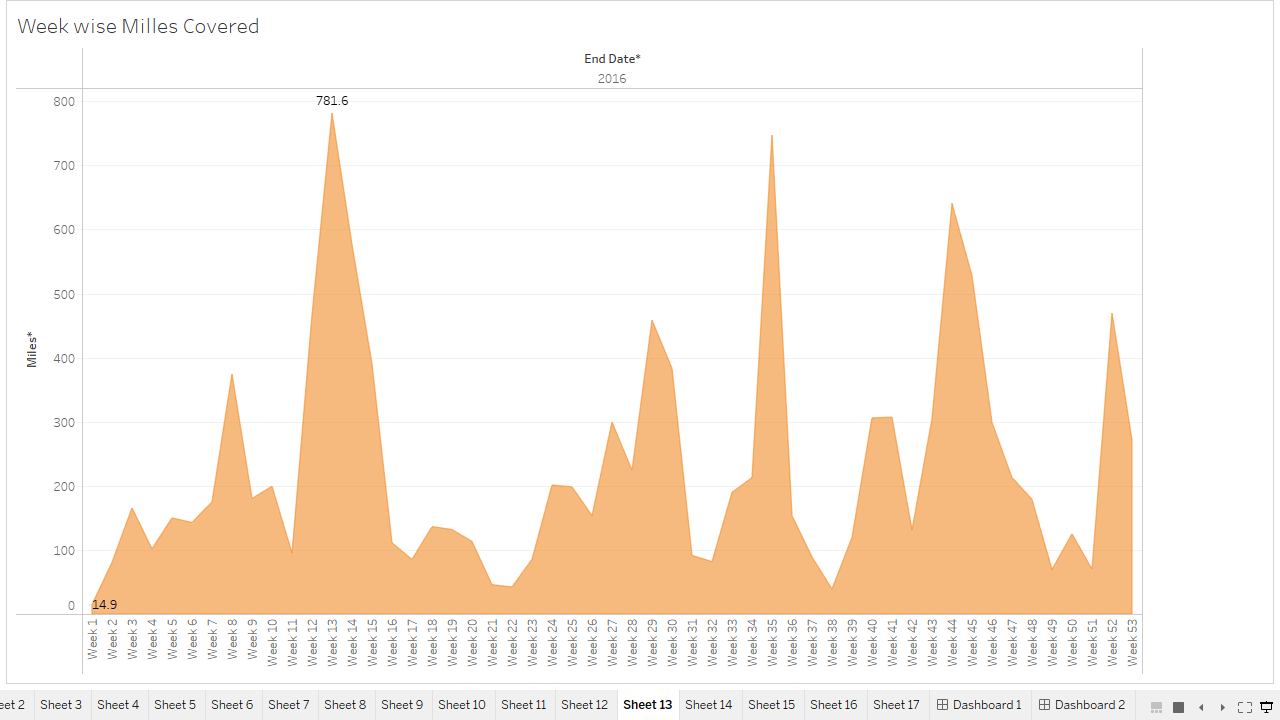 Week wise Milles Covered
End Date*
2016
Miles*
800
700
600
500
400
300
200
100
0
781.6
14.9
Week 1
Week 2
Week 3
Week 4
Week 5
Week 6
Week 7
Week 8
Week 9
Week 10
Week 11
Week 12
Week 13
Week 14
Week 15
Week 16
Week 17
Week 18
Week 19
Week 20
Week 21
Week 22
Week 23
Week 24
Week 25
Week 26
Week 27
Week 28
Week 29
Week 30
Week 31
Week 32
Week 33
Week 34
Week 35
Week 36
Week 37
Week 38
Week 39
Week 40
Week 41
Week 42
Week 43
Week 44
Week 45
Week 46
Week 47
Week 48
Week 49
Week 50
Week 51
Week 52
Week 53
et 2 Sheet 3 Sheet 4 Sheet 5 Sheet 6 Sheet 7 Sheet 8 Sheet 9 Sheet 10 Sheet 11 Sheet 12 Sheet 13 Sheet 14 Sheet 15 Sheet 16 Sheet 17 Dashboard 1 Dashboard 2